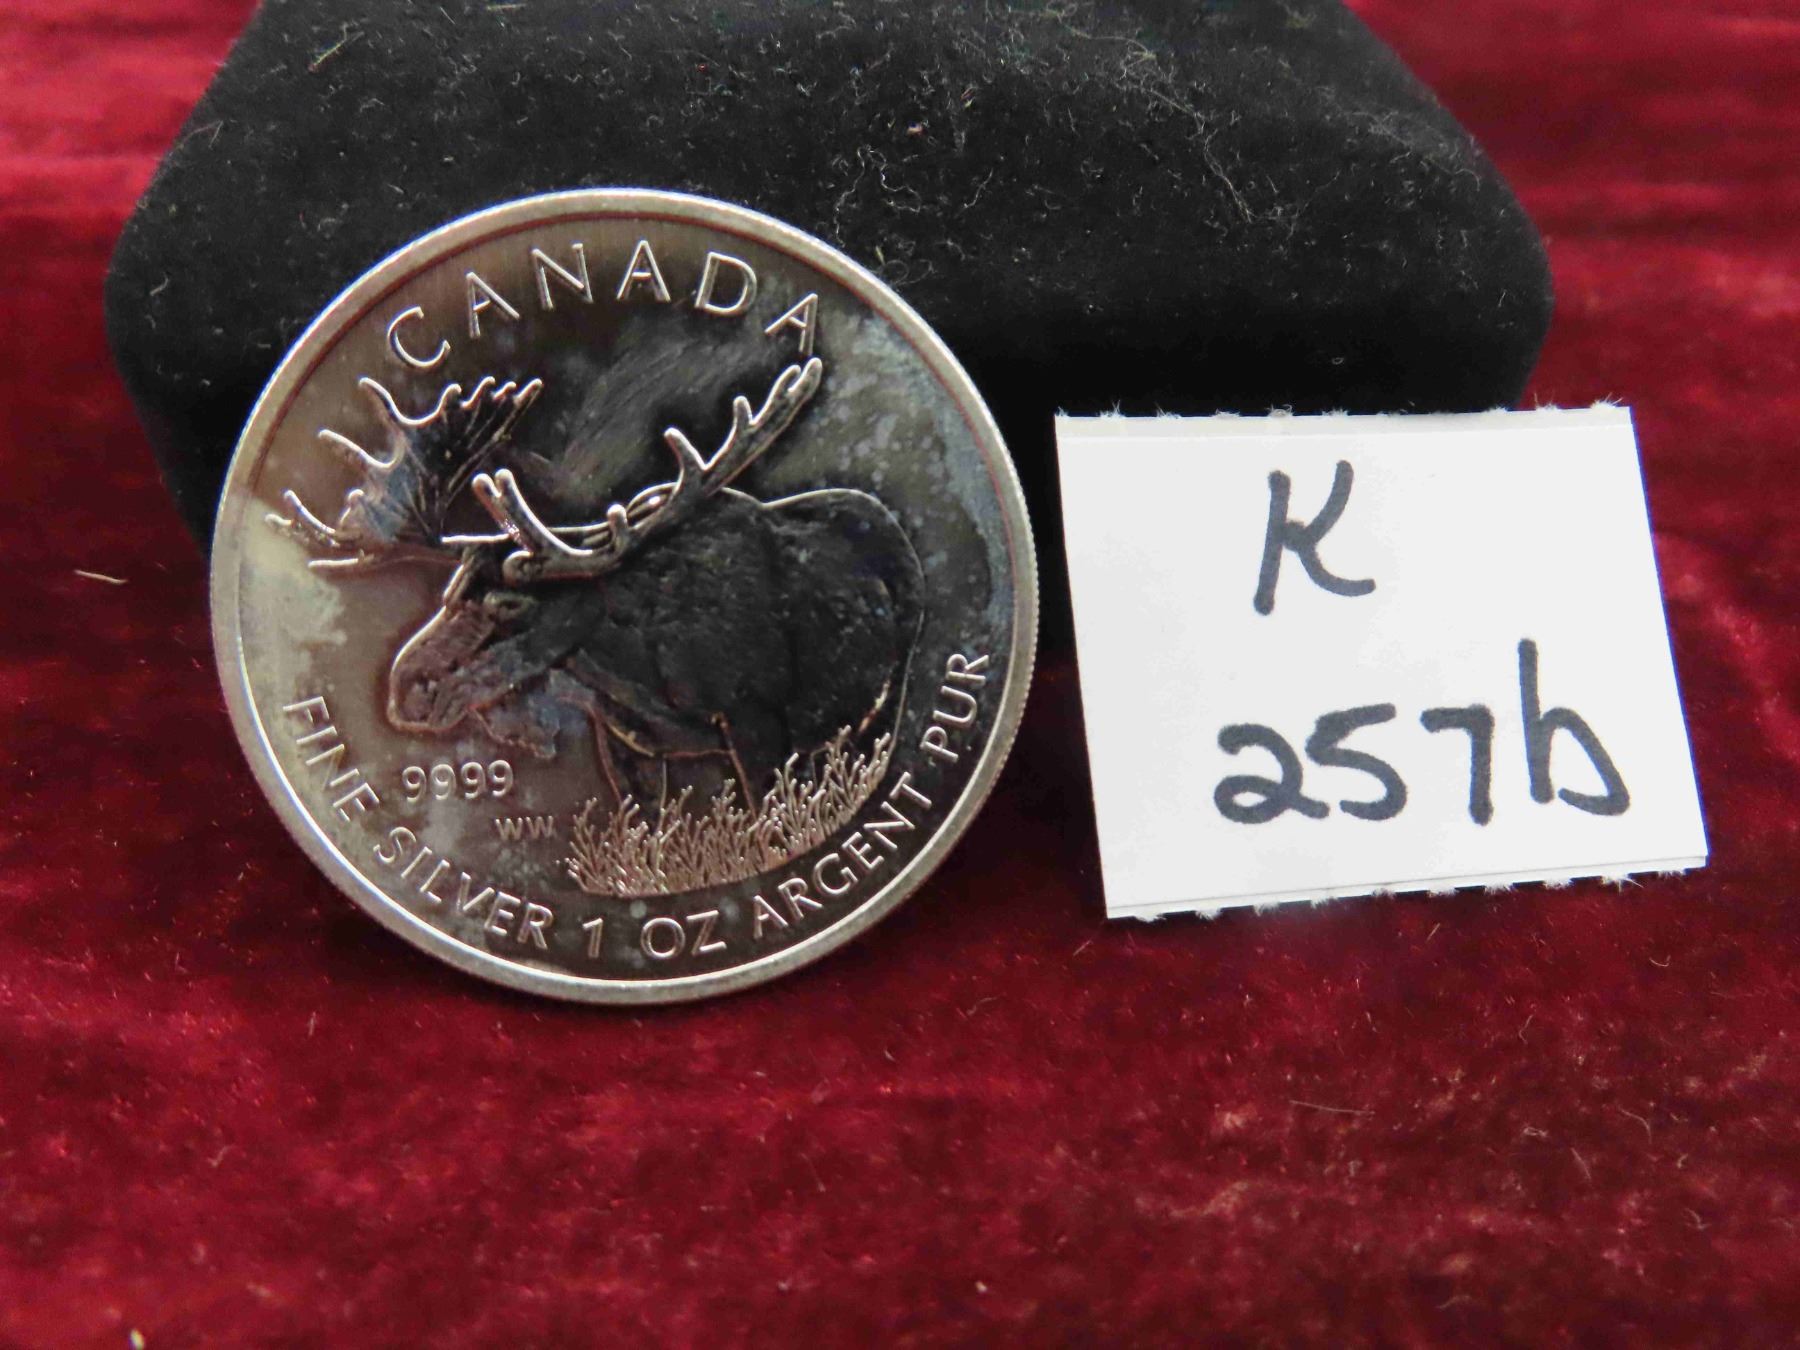 CANADA
9999
WW
FINE SILVER 1 OZ ARGENT PUR
K
257b